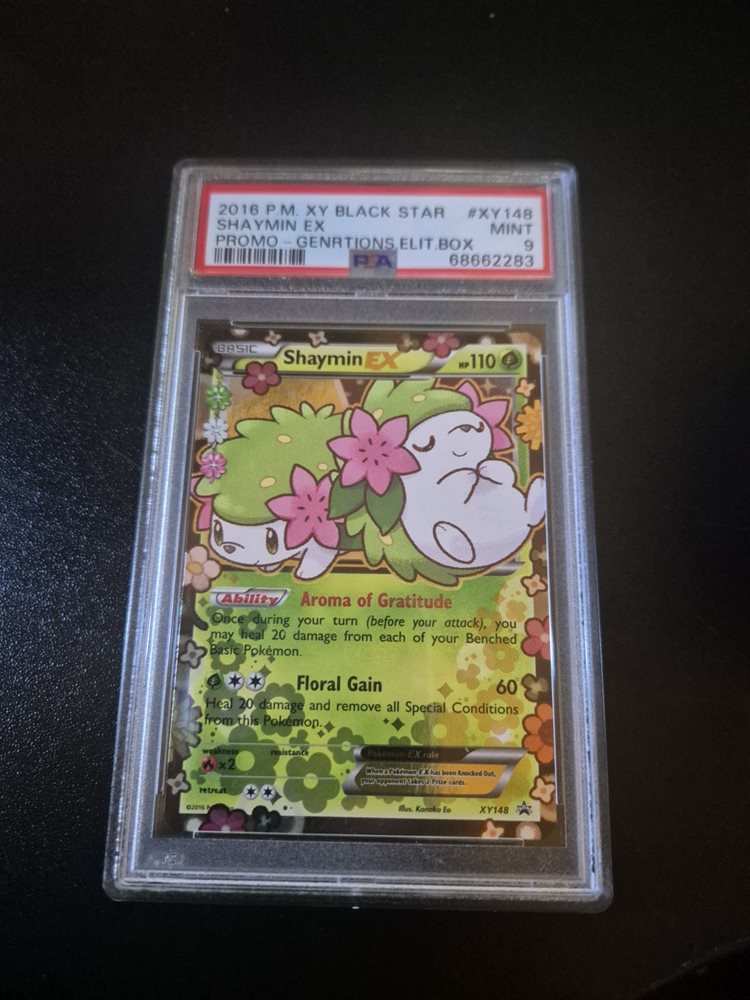 2016 P.M. XY BLACK STAR #XY148
SHAYMIN EX MINT
PROMO - GENRTIONS ELIT.BOX 9
PSA 68662283
BASIC Shaymin EX HP110
Ability Aroma of Gratitude
Once during your turn (before your attack), you
may heal 20 damage from each of your Benched
Basic Pokémon.
Floral Gain 60
Heal 20 damage and remove all Special Conditions
from this Pokémon.
weakness resistance
x2
Pokémon-EX rule
When a Pokémon-EX has been Knocked Out,
your opponent takes 2 Prize cards.
retreat
©2016 Illus. Kanako Eo XY148